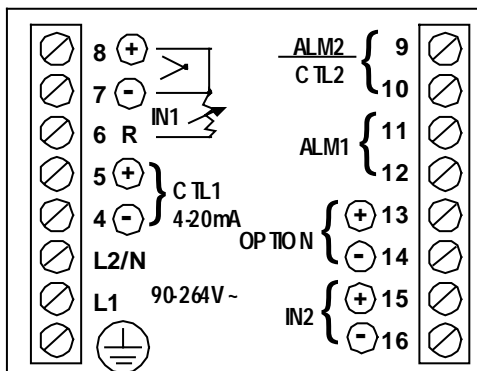 8 +
7 -
IN1
6 R
5 +
CTL1
4 -
4-20mA
L2/N
L1 90-264V ~
ALM2 9
CTL2
10
11
ALM1
12
+ 13
OPTION
- 14
+ 15
IN2
- 16